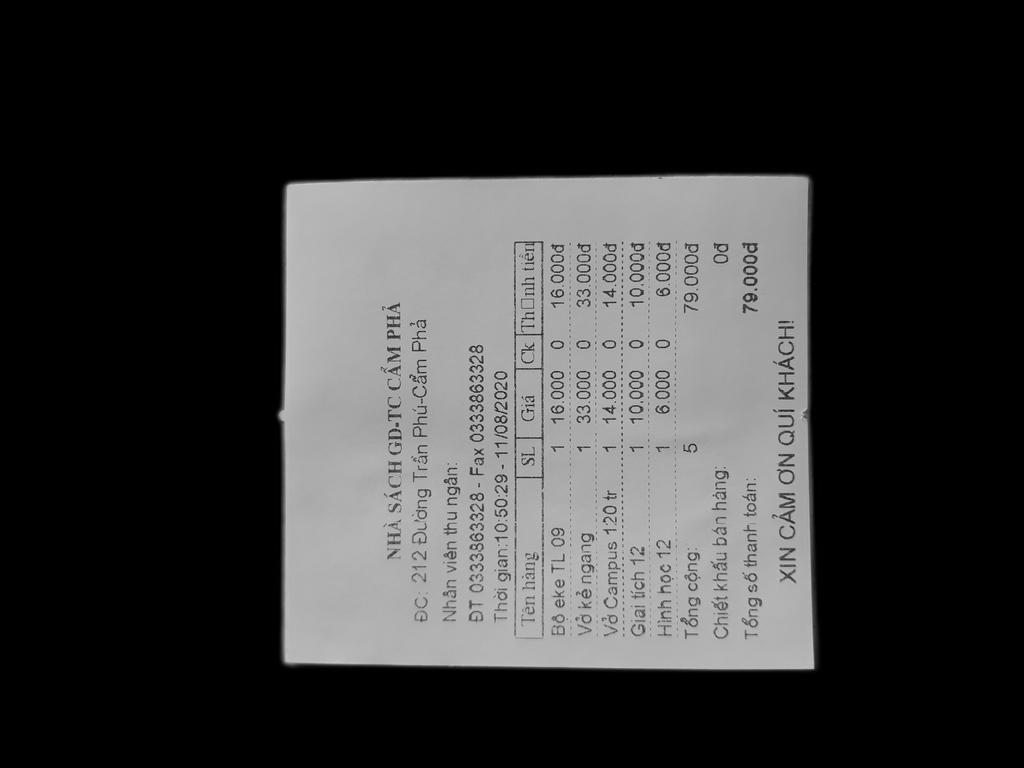 NHÀ SÁCH GD-TC CẨM PHẢ
ĐC: 212 Đường Trần Phú-Cẩm Phả
Nhân viên thu ngân:
ĐT 0333863328 - Fax 0333863328
Thời gian:10:50:29 - 11/08/2020
Tên hàng SL Giá Ck Th□nh tiền
Bộ eke TL 09 1 16.000 0 16.000đ
Vở kẻ ngang 1 33.000 0 33.000đ
Vở Campus 120 tr 1 14.000 0 14.000đ
Giai tich 12 1 10.000 0 10.000đ
Hình học 12 1 6.000 0 6.000đ
Tổng cộng: 5 79.000đ
Chiết khấu bán hàng: 0đ
Tổng số thanh toán: 79.000đ
XIN CẢM ƠN QUÍ KHÁCH!